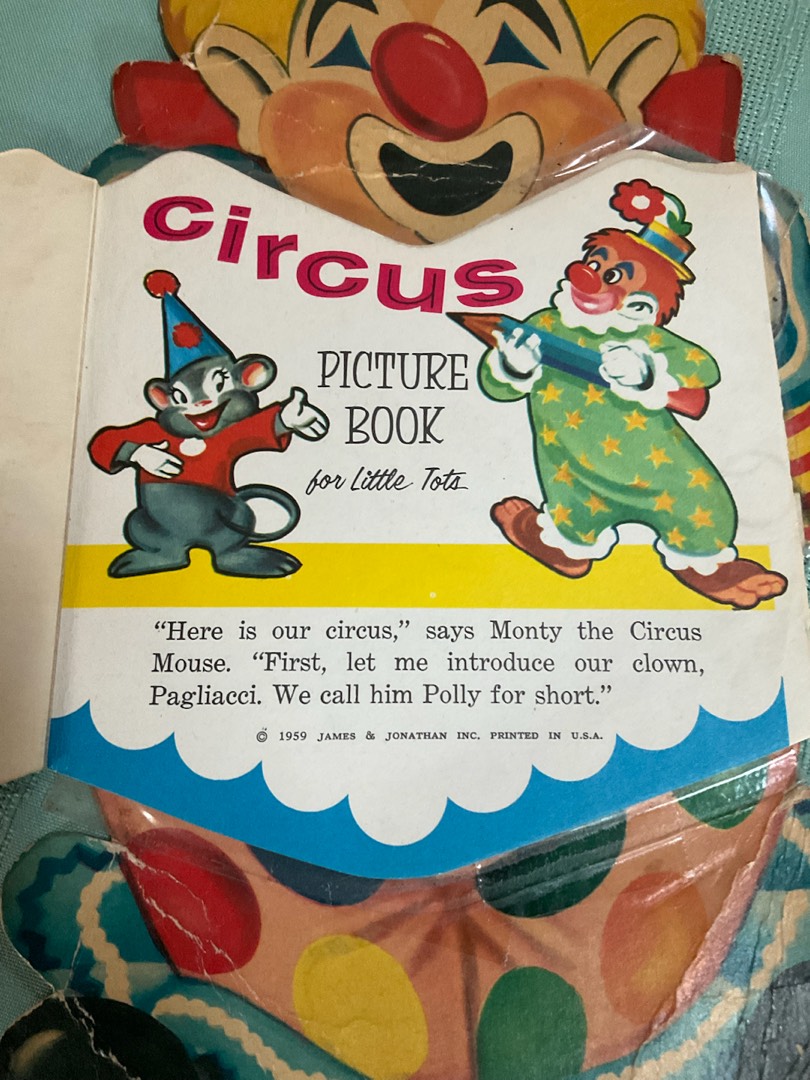 circus
PICTURE
BOOK
for Little Tots
“Here is our circus,” says Monty the Circus
Mouse. “First, let me introduce our clown,
Pagliacci. We call him Polly for short.”
© 1959 JAMES & JONATHAN INC. PRINTED IN U.S.A.